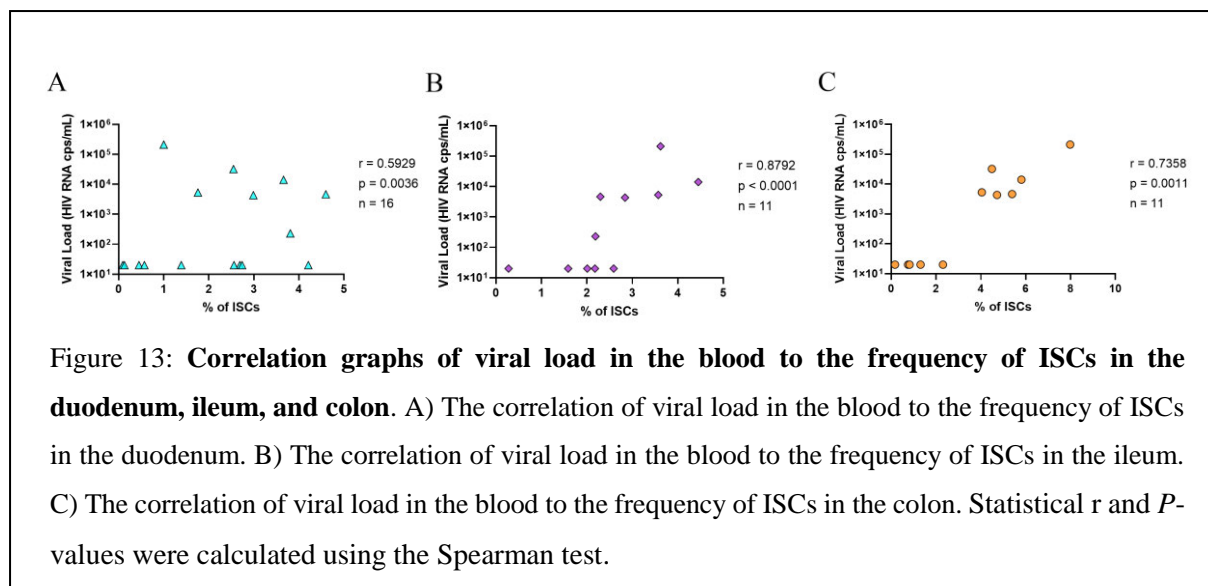 A
Viral Load (HIV RNA cps/mL)
1×10⁶
1×10⁵
1×10⁴
1×10³
1×10²
1×10¹
0 1 2 3 4 5
% of ISCs
r = 0.5929
p = 0.0036
n = 16
B
Viral Load (HIV RNA cps/mL)
1×10⁶
1×10⁵
1×10⁴
1×10³
1×10²
1×10¹
0 1 2 3 4 5
% of ISCs
r = 0.8792
p < 0.0001
n = 11
C
Viral Load (HIV RNA cps/mL)
1×10⁶
1×10⁵
1×10⁴
1×10³
1×10²
1×10¹
0 2 4 6 8 10
% of ISCs
r = 0.7358
p = 0.0011
n = 11
Figure 13: Correlation graphs of viral load in the blood to the frequency of ISCs in the
duodenum, ileum, and colon. A) The correlation of viral load in the blood to the frequency of ISCs
in the duodenum. B) The correlation of viral load in the blood to the frequency of ISCs in the ileum.
C) The correlation of viral load in the blood to the frequency of ISCs in the colon. Statistical r and P-
values were calculated using the Spearman test.